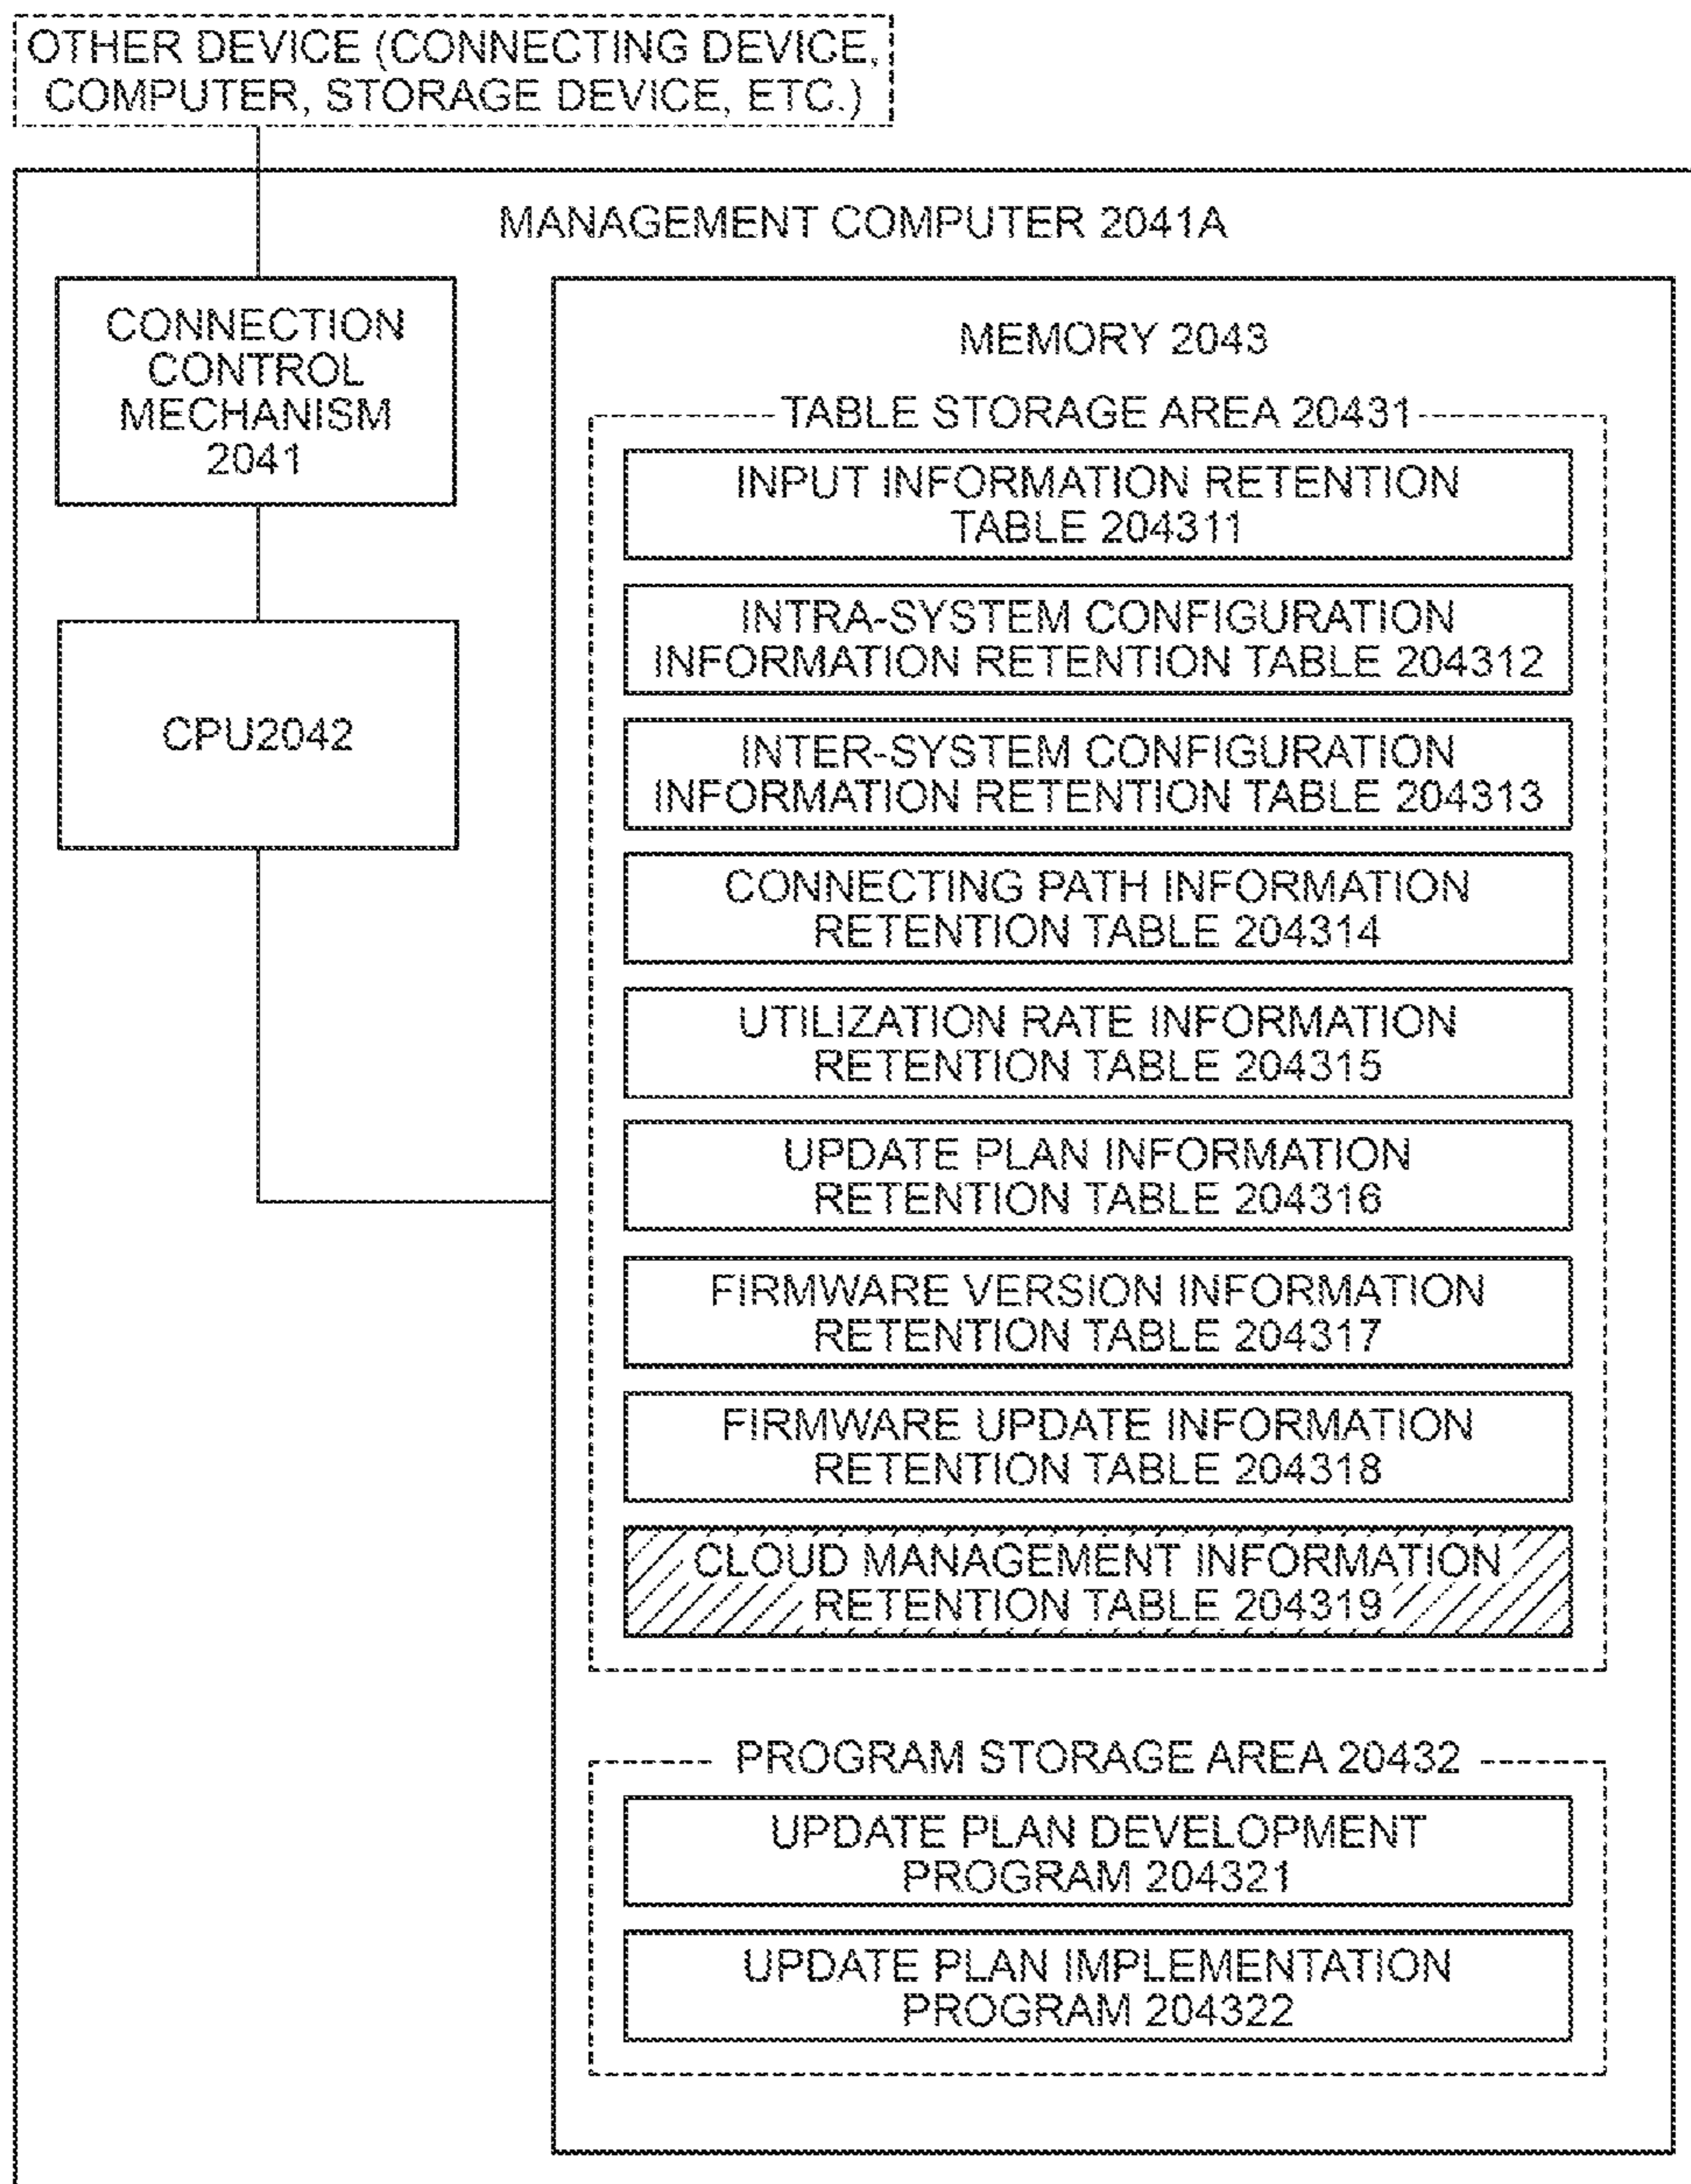 OTHER DEVICE (CONNECTING DEVICE,
COMPUTER, STORAGE DEVICE, ETC.)
MANAGEMENT COMPUTER 2041A
CONNECTION
CONTROL
MECHANISM
2041
CPU2042
MEMORY 2043
TABLE STORAGE AREA 20431
INPUT INFORMATION RETENTION
TABLE 204311
INTRA-SYSTEM CONFIGURATION
INFORMATION RETENTION TABLE 204312
INTER-SYSTEM CONFIGURATION
INFORMATION RETENTION TABLE 204313
CONNECTING PATH INFORMATION
RETENTION TABLE 204314
UTILIZATION RATE INFORMATION
RETENTION TABLE 204315
UPDATE PLAN INFORMATION
RETENTION TABLE 204316
FIRMWARE VERSION INFORMATION
RETENTION TABLE 204317
FIRMWARE UPDATE INFORMATION
RETENTION TABLE 204318
CLOUD MANAGEMENT INFORMATION
RETENTION TABLE 204319
PROGRAM STORAGE AREA 20432
UPDATE PLAN DEVELOPMENT
PROGRAM 204321
UPDATE PLAN IMPLEMENTATION
PROGRAM 204322